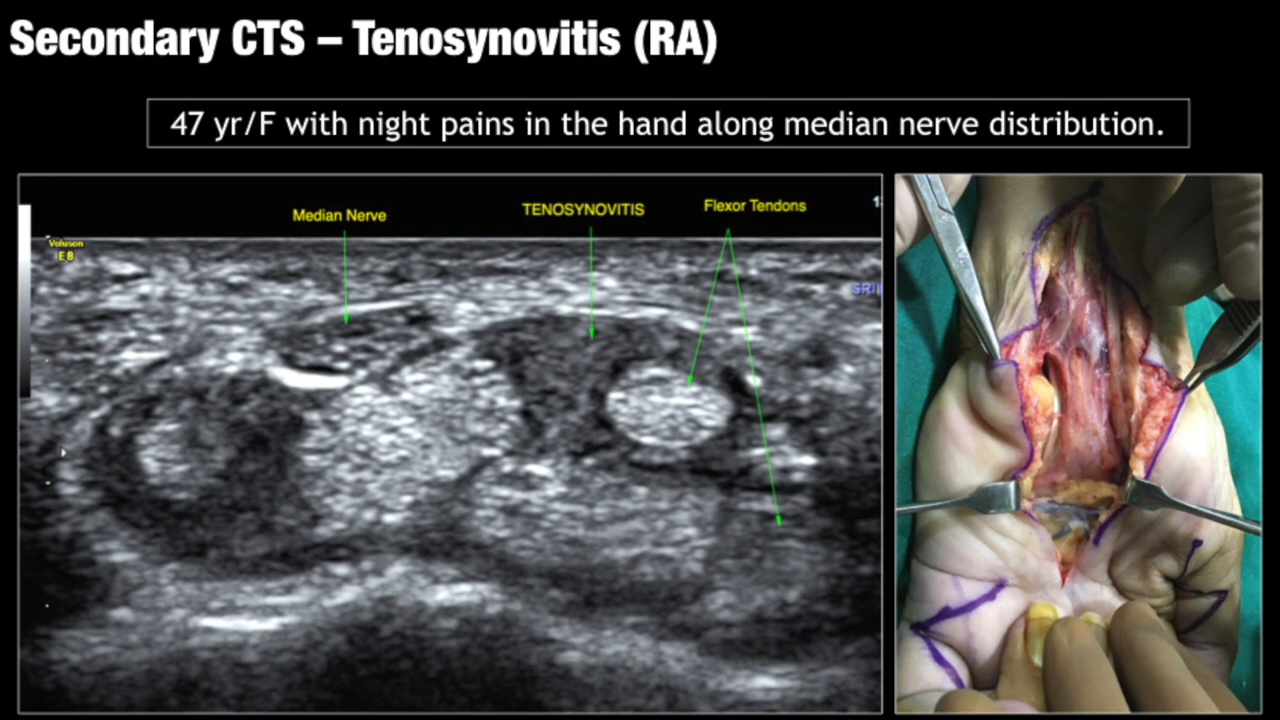 Secondary CTS – Tenosynovitis (RA)
47 yr/F with night pains in the hand along median nerve distribution.
Median Nerve
TENOSYNOVITIS
Flexor Tendons
Voluson
E8
SRI